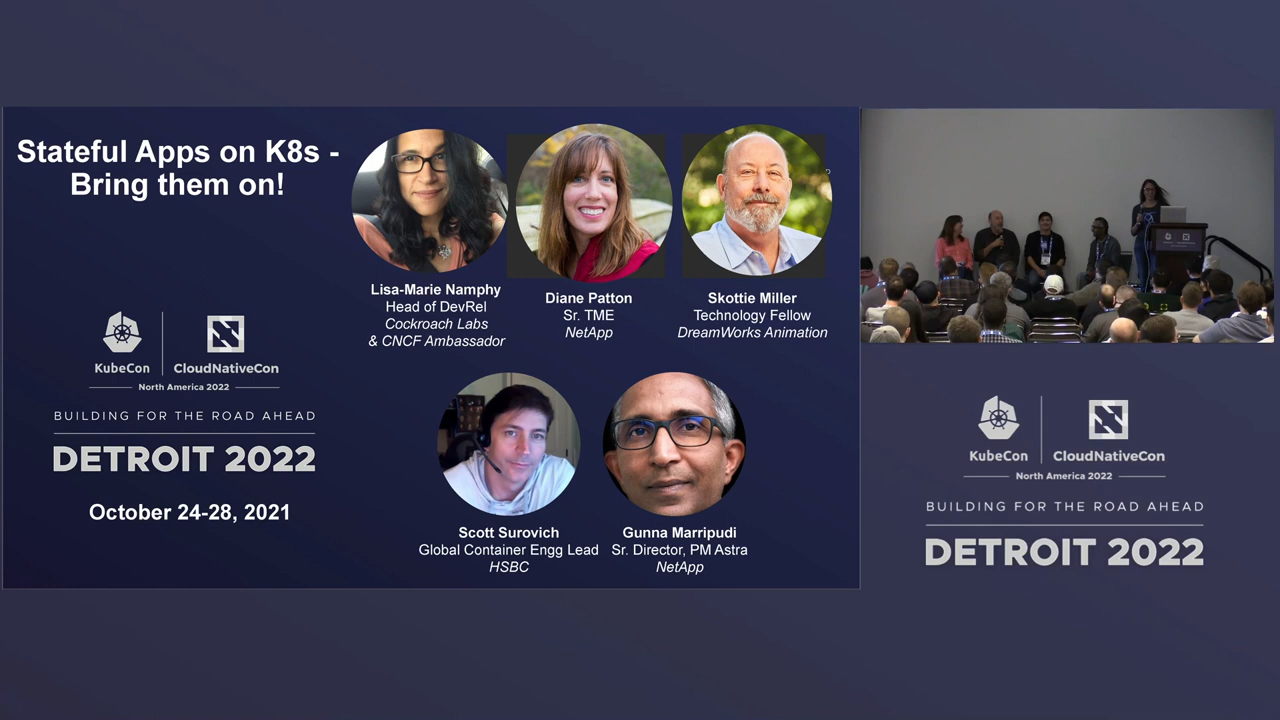 Stateful Apps on K8s -
Bring them on!
Lisa-Marie Namphy
Head of DevRel
Cockroach Labs
& CNCF Ambassador
Diane Patton
Sr. TME
NetApp
Skottie Miller
Technology Fellow
DreamWorks Animation
KubeCon
CloudNativeCon
North America 2022
BUILDING FOR THE ROAD AHEAD
DETROIT 2022
October 24-28, 2021
Scott Surovich
Global Container Engg Lead
HSBC
Gunna Marripudi
Sr. Director, PM Astra
NetApp
KubeCon
CloudNativeCon
North America 2022
BUILDING FOR THE ROAD AHEAD
DETROIT 2022